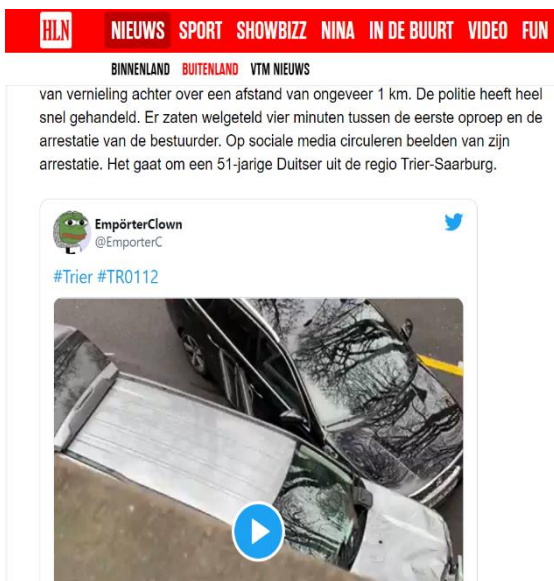 HLN NIEUWS SPORT SHOWBIZZ NINA IN DE BUURT VIDEO FUN
BINNENLAND BUITENLAND VTM NIEUWS
van vernieling achter over een afstand van ongeveer 1 km. De politie heeft heel
snel gehandeld. Er zaten welgeteld vier minuten tussen de eerste oproep en de
arrestatie van de bestuurder. Op sociale media circuleren beelden van zijn
arrestatie. Het gaat om een 51-jarige Duitser uit de regio Trier-Saarburg.
EmpörterClown
@EmporterC
#Trier #TR0112